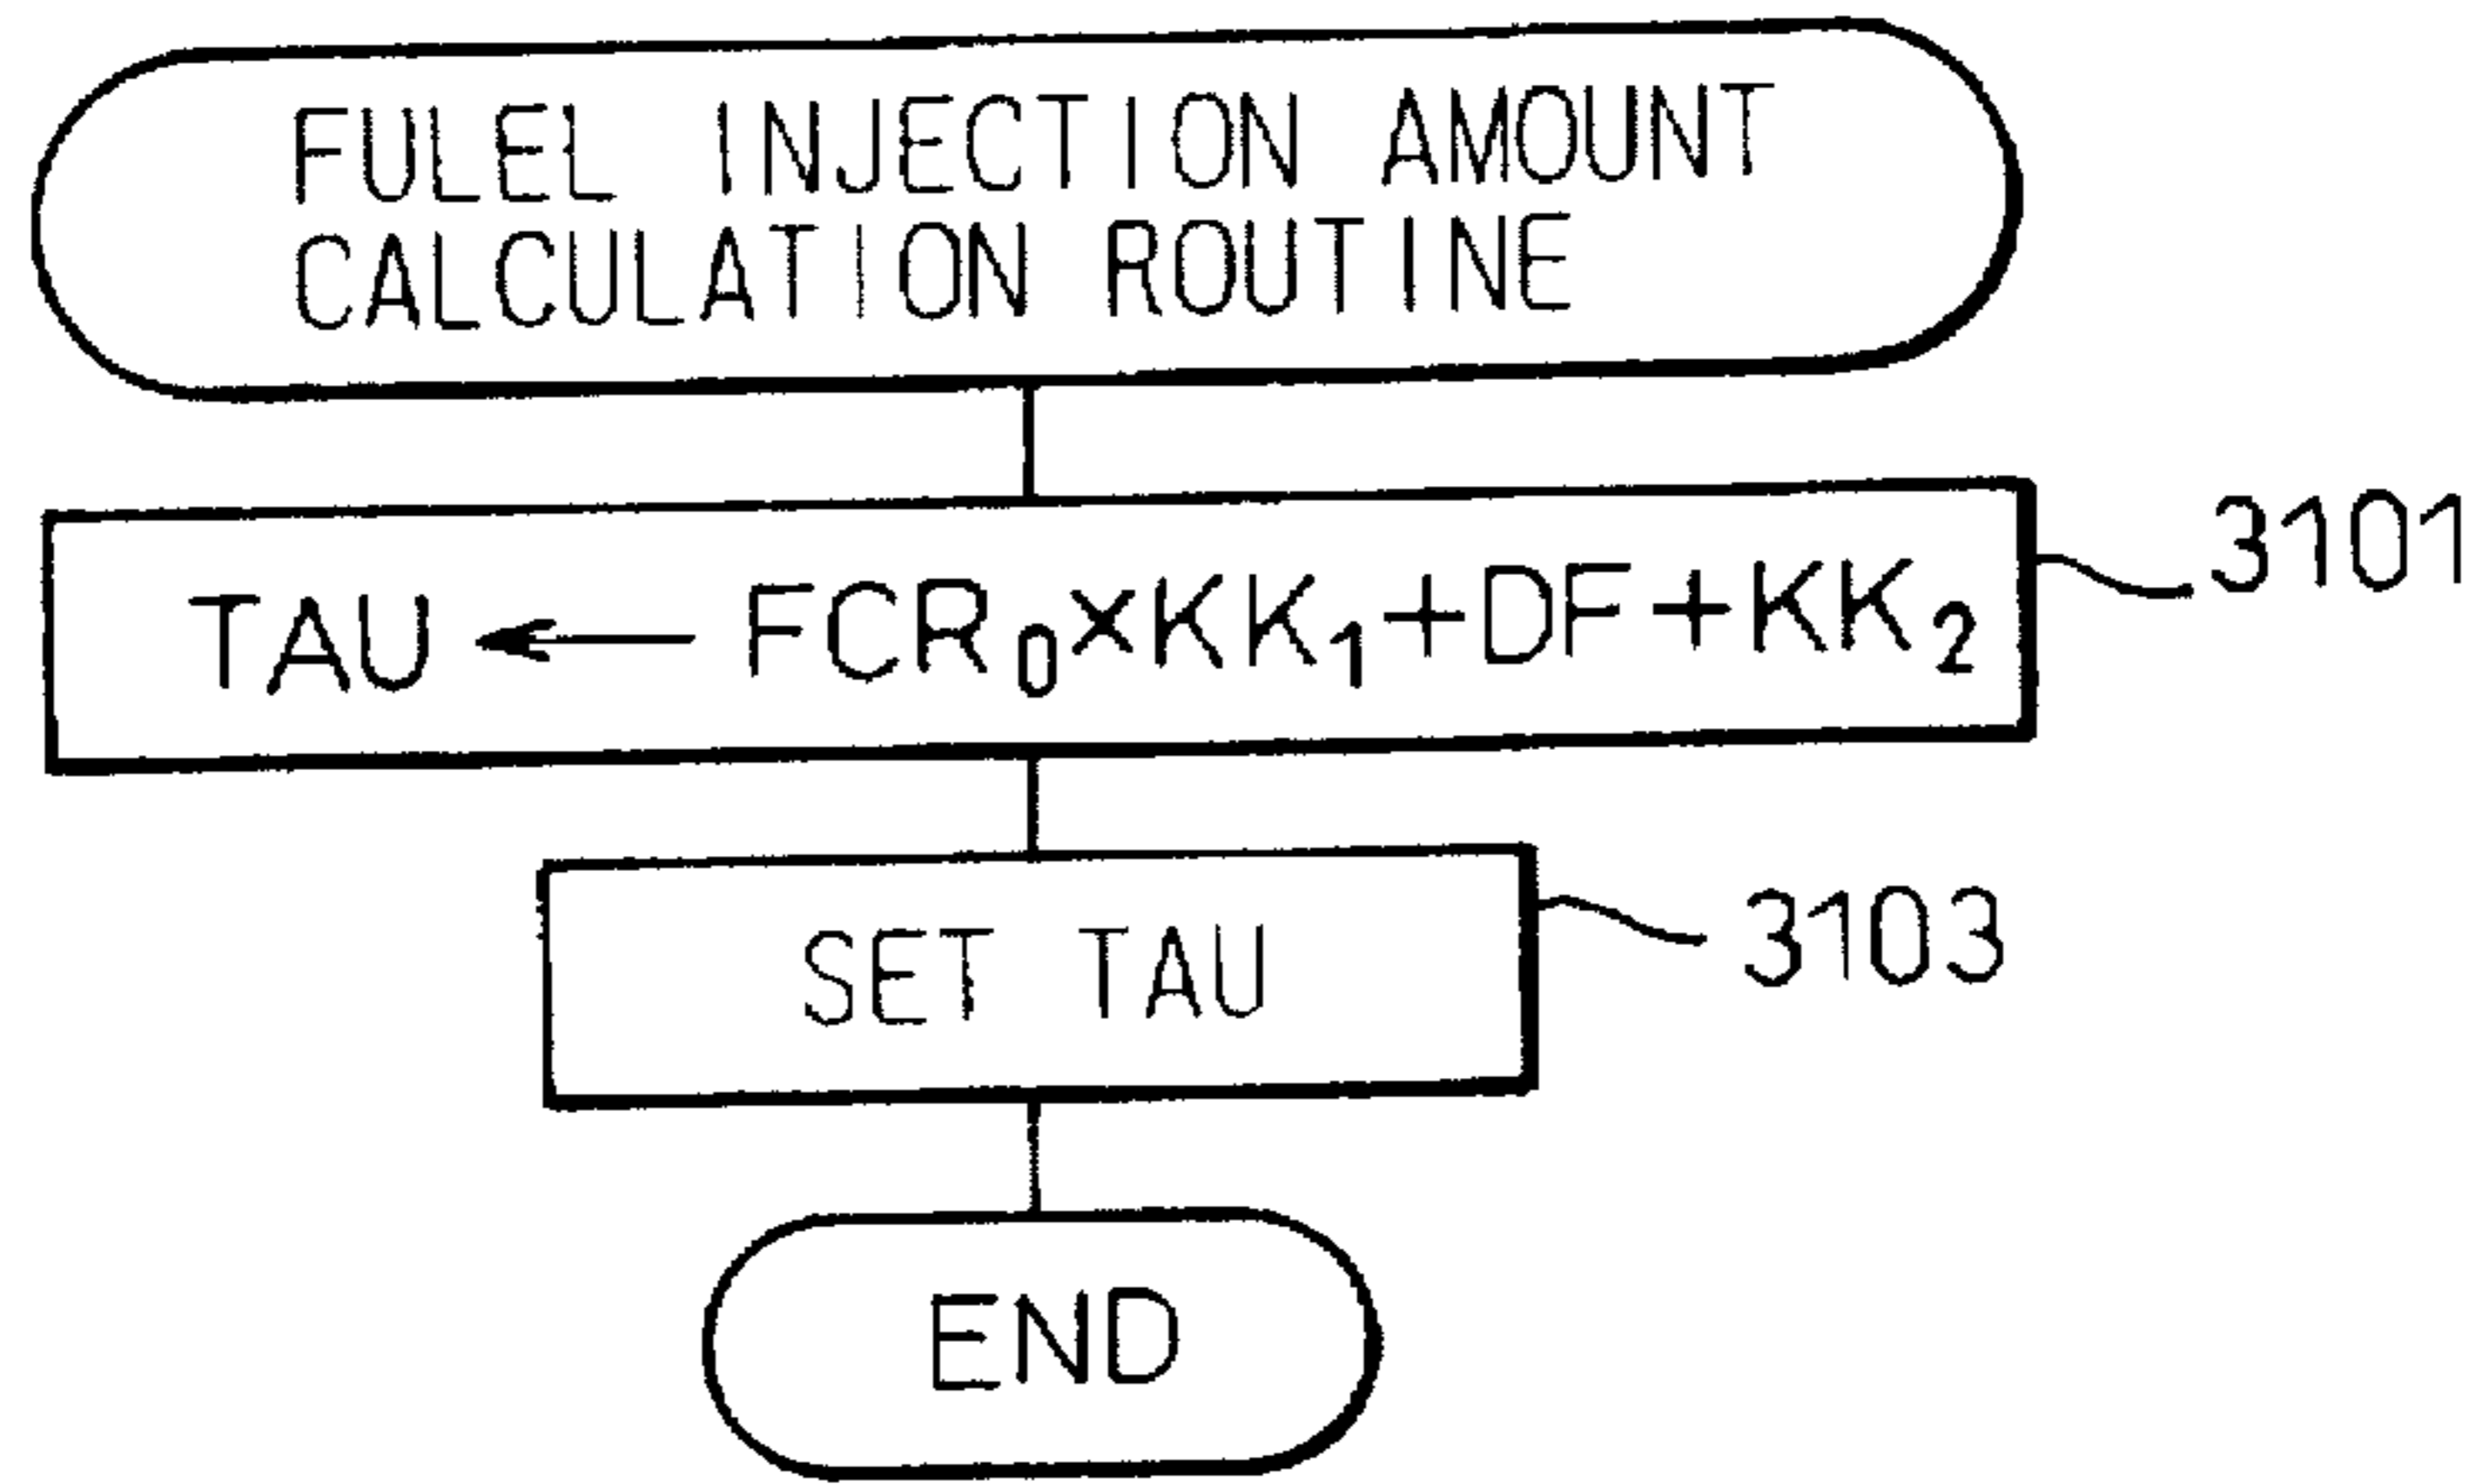 FULEL INJECTION AMOUNT
CALCULATION ROUTINE
TAU ← FCR₀×KK₁+DF+KK₂
3101
SET TAU
3103
END